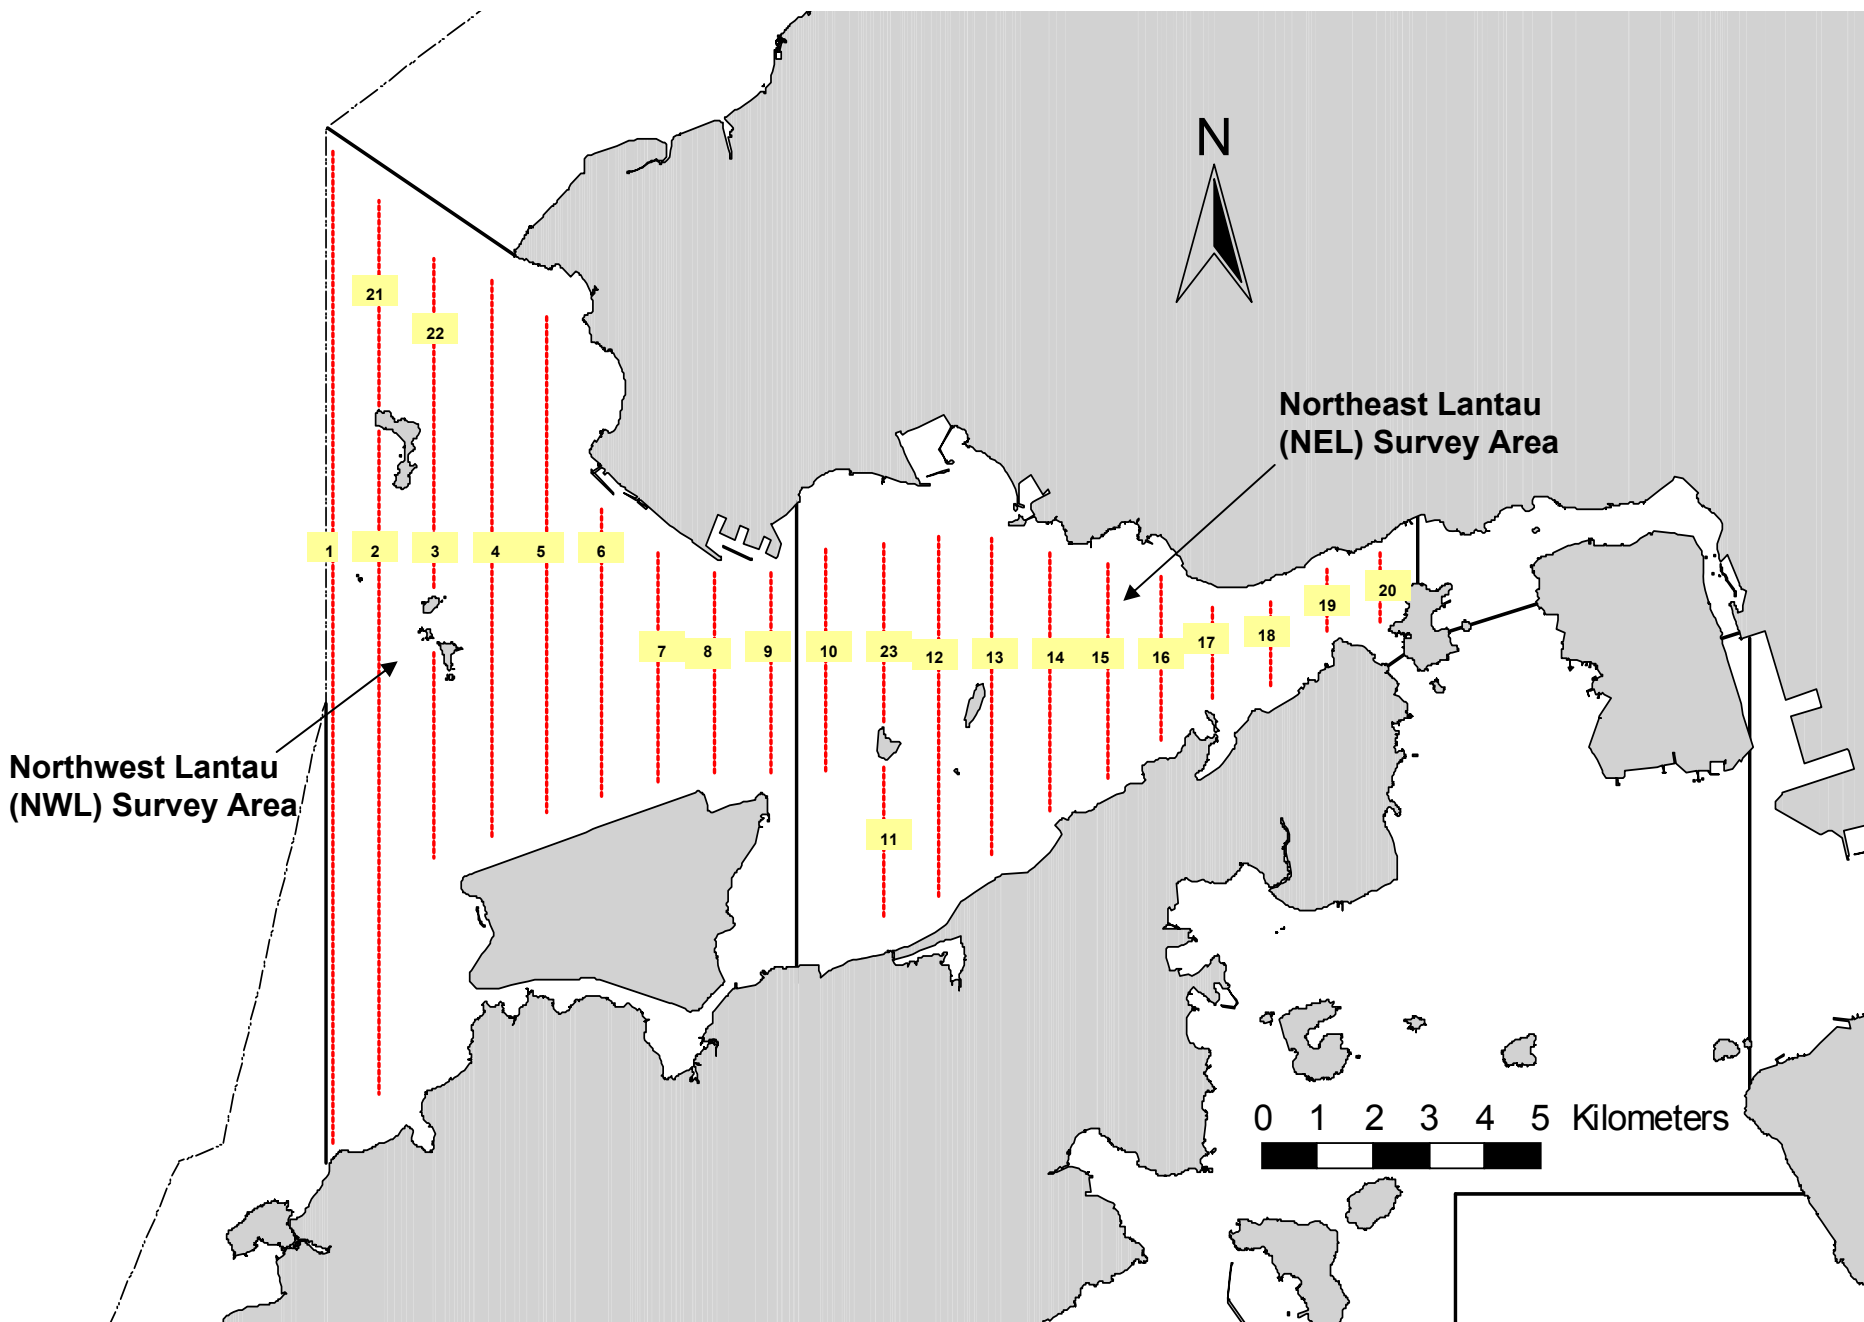 N
21
22
Northeast Lantau
(NEL) Survey Area
1 2 3 4 5 6
19 20
7 8 9 10 23 12 13 14 15 16 17 18
Northwest Lantau
(NWL) Survey Area
11
0 1 2 3 4 5 Kilometers